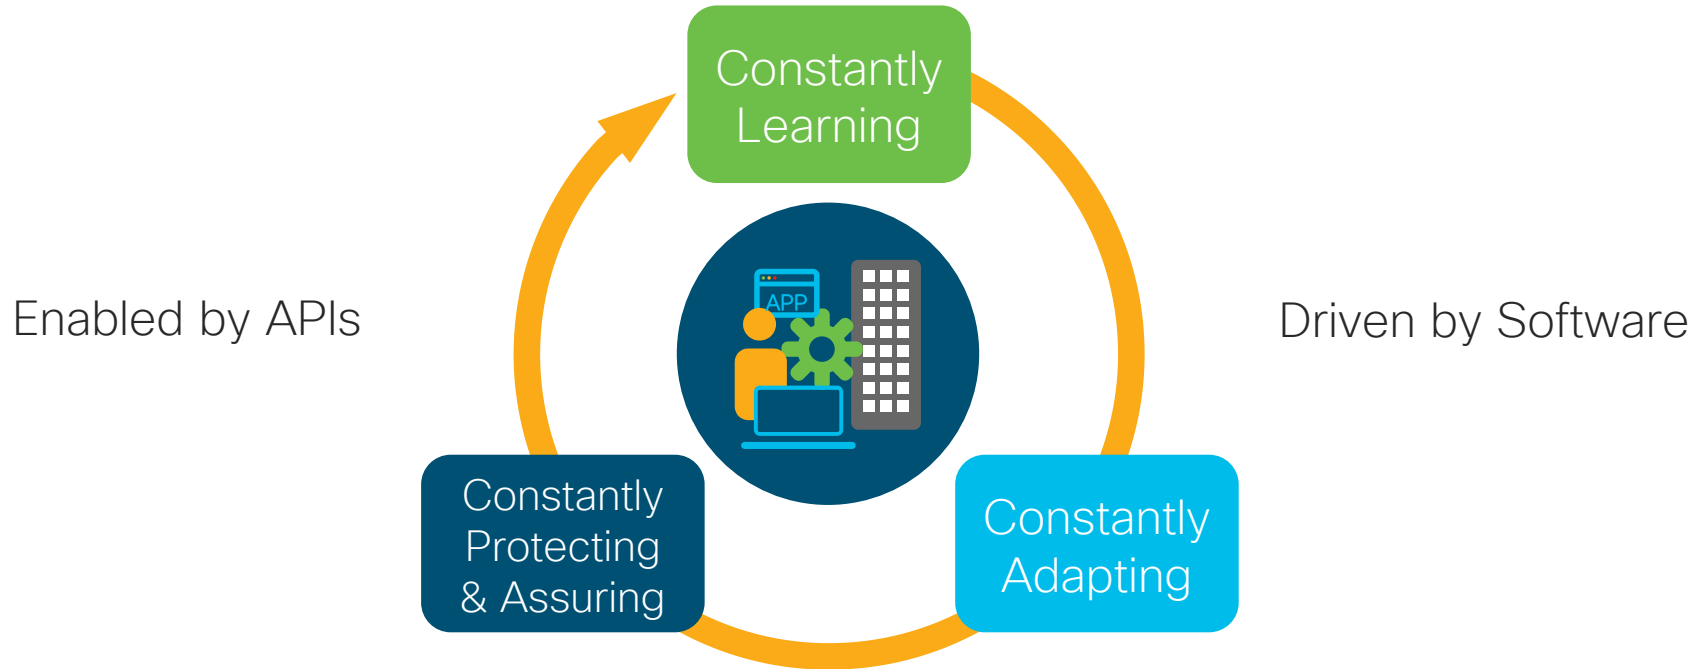 Constantly
Learning
APP
Enabled by APIs
Driven by Software
Constantly
Protecting
& Assuring
Constantly
Adapting